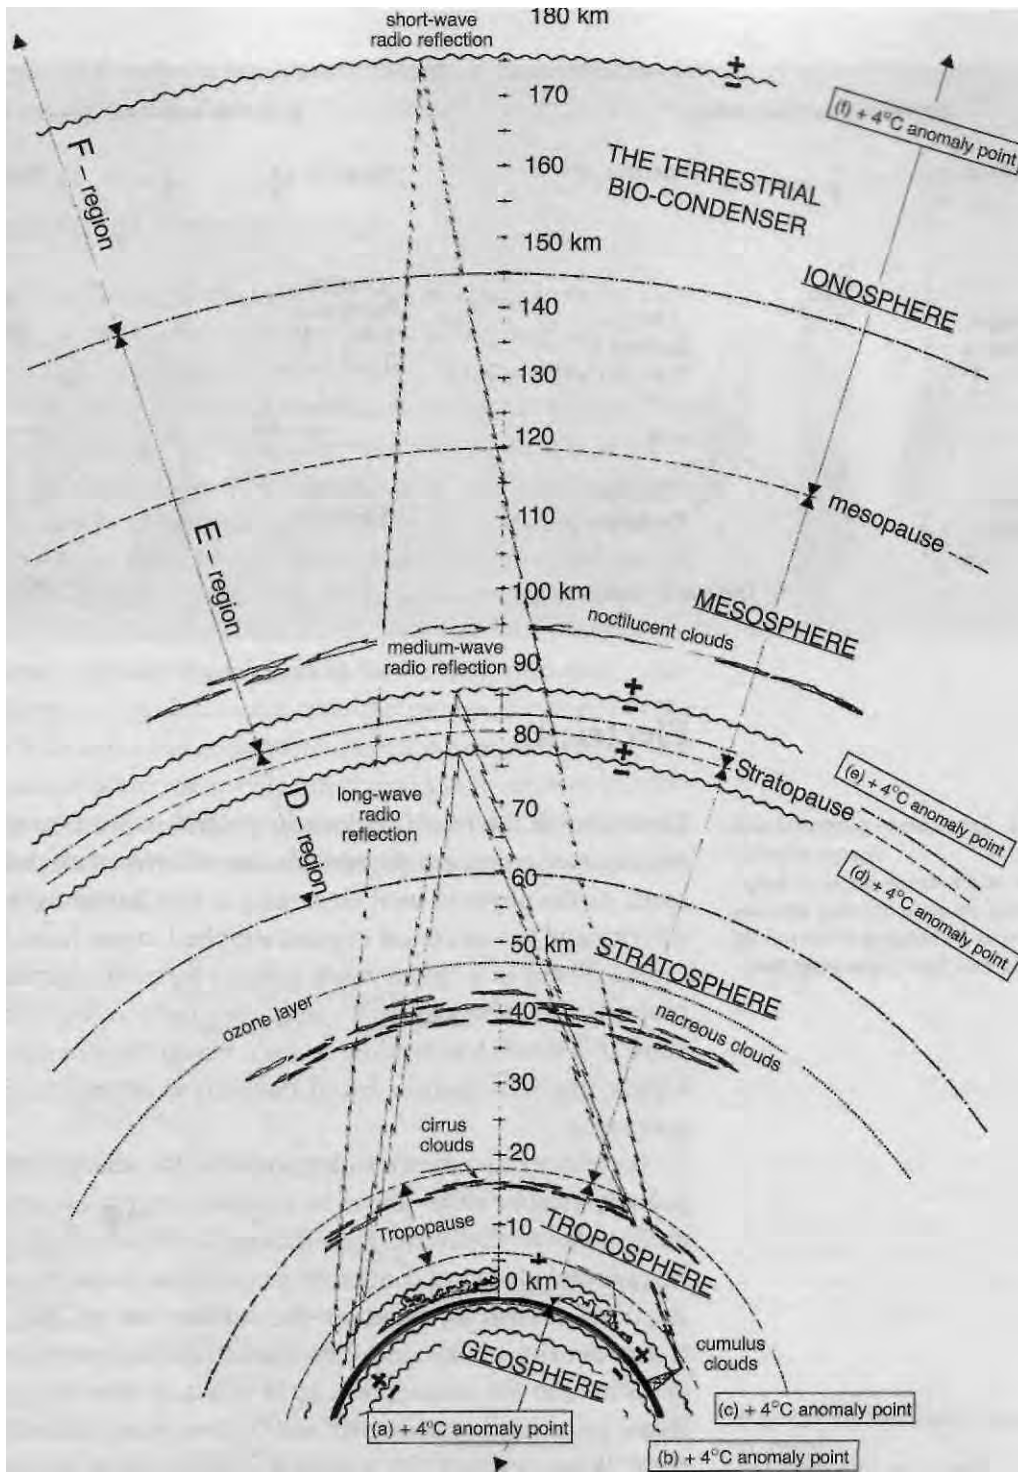 short-wave
radio reflection
180 km
+
-
170
(f) + 4°C anomaly point
F – region
160
THE TERRESTRIAL
BIO-CONDENSER
150 km
IONOSPHERE
140
130
120
mesopause
110
E – region
100 km
MESOSPHERE
noctilucent clouds
medium-wave
radio reflection
90
+
-
80
+
-
Stratopause
(e) + 4°C anomaly point
D – region
long-wave
radio
reflection
70
(d) + 4°C anomaly point
60
50 km
STRATOSPHERE
ozone layer
40
nacreous clouds
30
cirrus
clouds
20
Tropopause
10
TROPOSPHERE
+
0 km
cumulus
clouds
GEOSPHERE
+
-
+
-
(a) + 4°C anomaly point
(c) + 4°C anomaly point
(b) + 4°C anomaly point